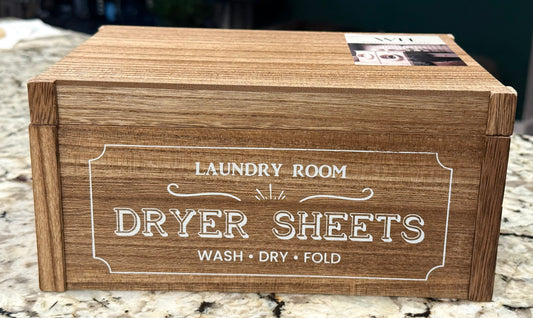 LAUNDRY ROOM
DRYER SHEETS
WASH • DRY • FOLD